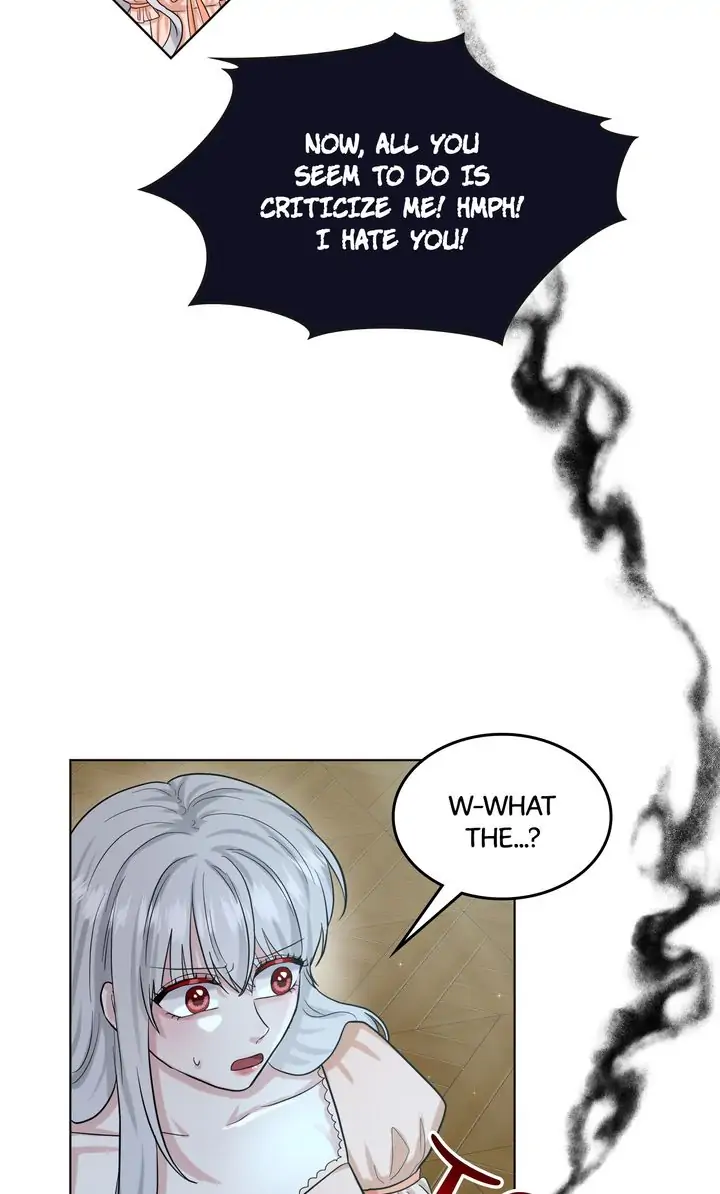 NOW, ALL YOU
SEEM TO DO IS
CRITICIZE ME! HMPH!
I HATE YOU!
W-WHAT
THE...?